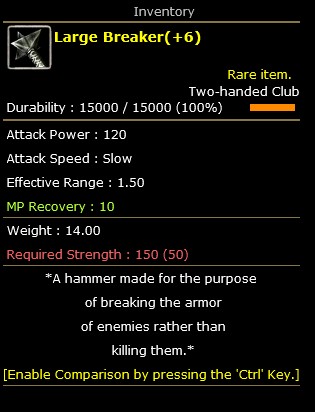 Inventory
Large Breaker(+6)
Rare item.
Two-handed Club
Durability : 15000 / 15000 (100%)
Attack Power : 120
Attack Speed : Slow
Effective Range : 1.50
MP Recovery : 10
Weight : 14.00
Required Strength : 150 (50)
*A hammer made for the purpose
of breaking the armor
of enemies rather than
killing them.*
[Enable Comparison by pressing the 'Ctrl' Key.]